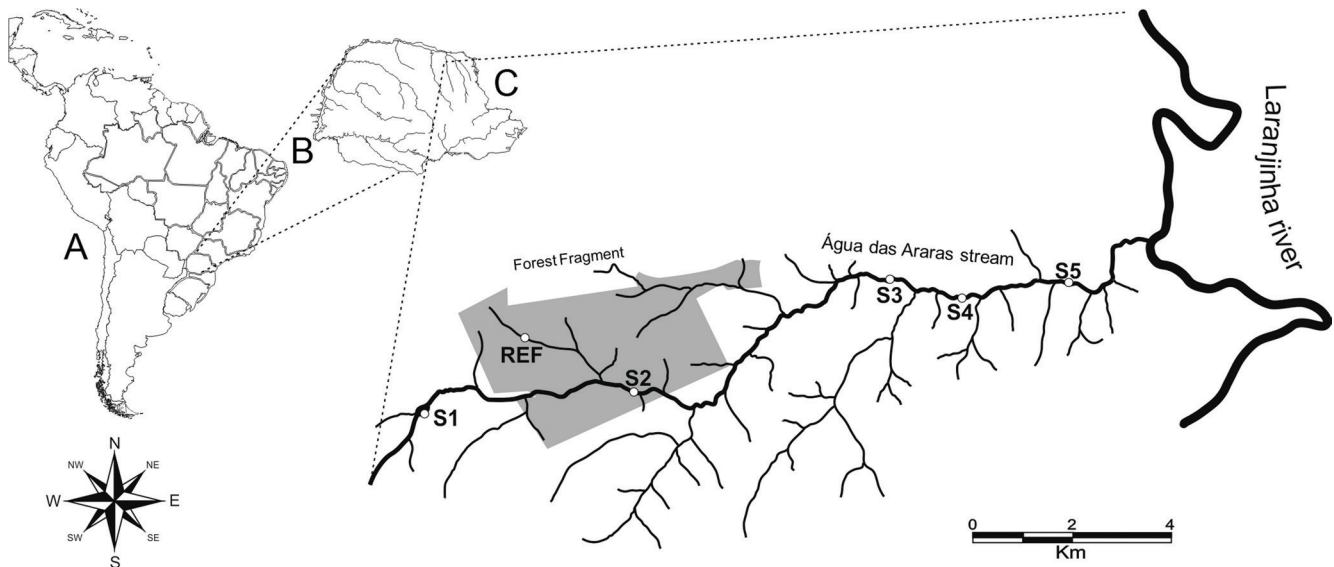 A
B
C
Laranjinha river
Forest Fragment
Água das Araras stream
S1
REF
S2
S3
S4
S5
N
NW NE
W E
SW SE
S
0 2 4
Km